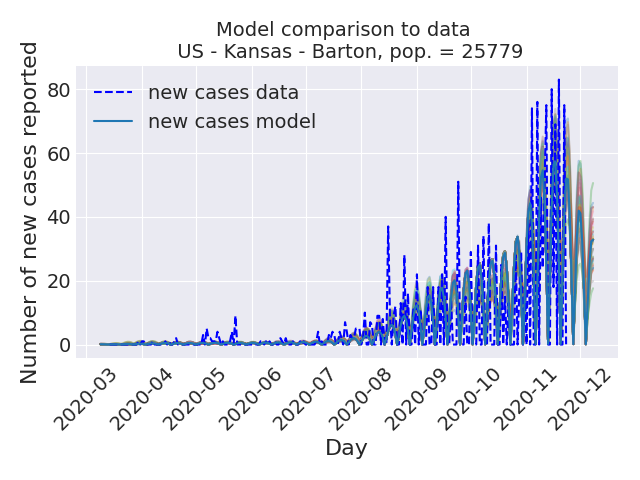 Model comparison to data
US - Kansas - Barton, pop. = 25779
Number of new cases reported
80
60
40
20
0
new cases data
new cases model
2020-03
2020-04
2020-05
2020-06
2020-07
2020-08
2020-09
2020-10
2020-11
2020-12
Day